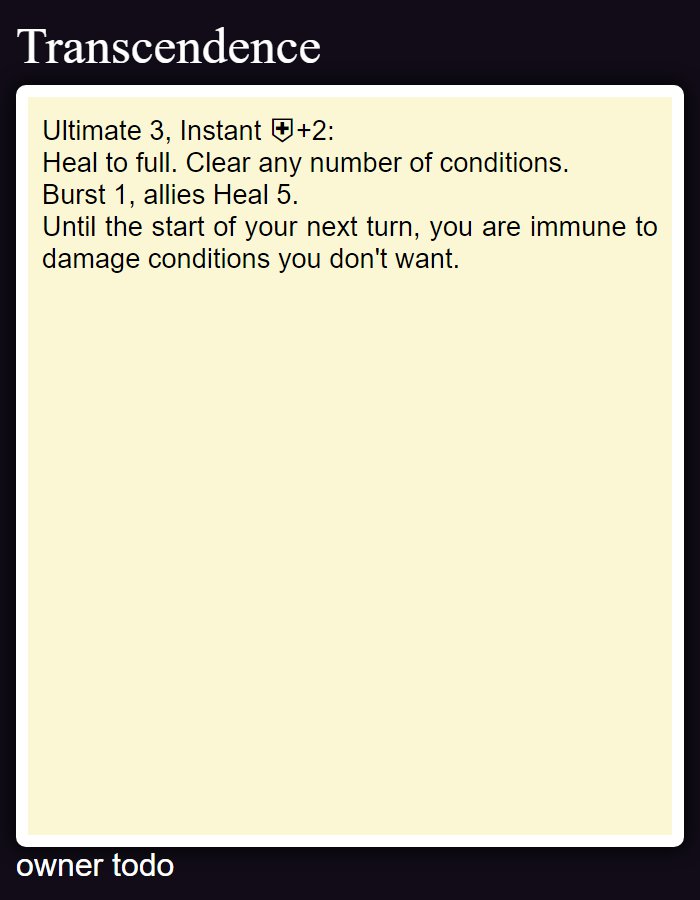 Transcendence
Ultimate 3, Instant ⛨+2:
Heal to full. Clear any number of conditions.
Burst 1, allies Heal 5.
Until the start of your next turn, you are immune to
damage conditions you don't want.
owner todo